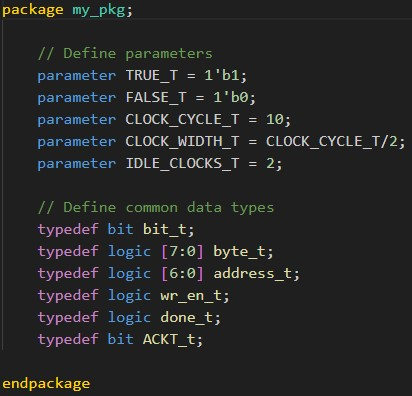 package my_pkg;
// Define parameters
parameter TRUE_T = 1'b1;
parameter FALSE_T = 1'b0;
parameter CLOCK_CYCLE_T = 10;
parameter CLOCK_WIDTH_T = CLOCK_CYCLE_T/2;
parameter IDLE_CLOCKS_T = 2;
// Define common data types
typedef bit bit_t;
typedef logic [7:0] byte_t;
typedef logic [6:0] address_t;
typedef logic wr_en_t;
typedef logic done_t;
typedef bit ACKT_t;
endpackage